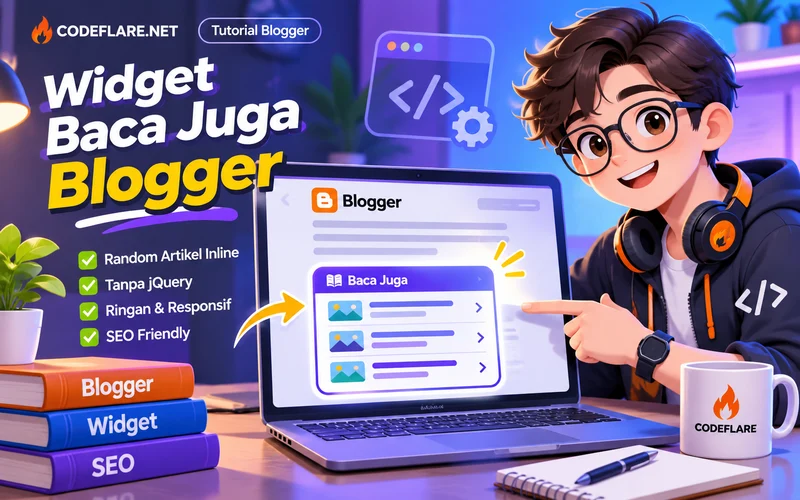 CODEFLARE.NET
Tutorial Blogger
Widget
Baca Juga
Blogger
Random Artikel Inline
Tanpa jQuery
Ringan & Responsif
SEO Friendly
</>
Blogger
Baca Juga
Blogger
Widget
SEO
</>
CODEFLARE